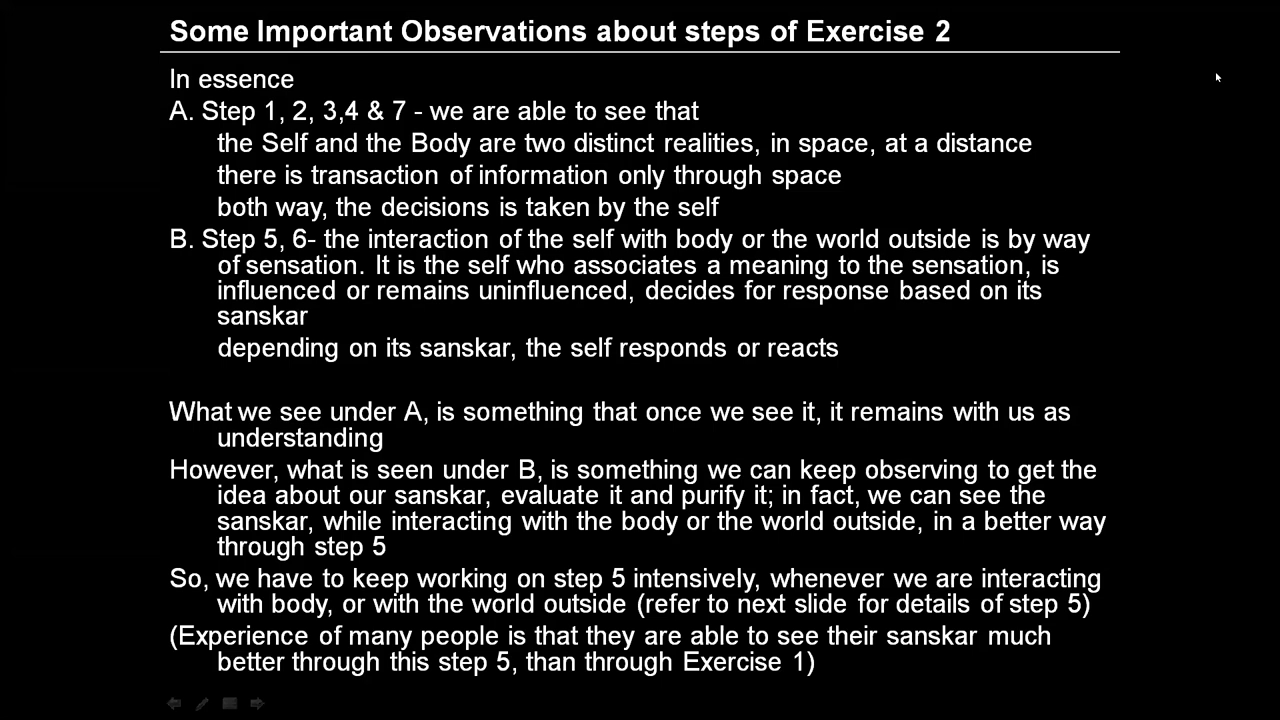 Some Important Observations about steps of Exercise 2
In essence
A. Step 1, 2, 3,4 & 7 - we are able to see that
the Self and the Body are two distinct realities, in space, at a distance
there is transaction of information only through space
both way, the decisions is taken by the self
B. Step 5, 6- the interaction of the self with body or the world outside is by way
of sensation. It is the self who associates a meaning to the sensation, is
influenced or remains uninfluenced, decides for response based on its
sanskar
depending on its sanskar, the self responds or reacts
What we see under A, is something that once we see it, it remains with us as
understanding
However, what is seen under B, is something we can keep observing to get the
idea about our sanskar, evaluate it and purify it; in fact, we can see the
sanskar, while interacting with the body or the world outside, in a better way
through step 5
So, we have to keep working on step 5 intensively, whenever we are interacting
with body, or with the world outside (refer to next slide for details of step 5)
(Experience of many people is that they are able to see their sanskar much
better through this step 5, than through Exercise 1)